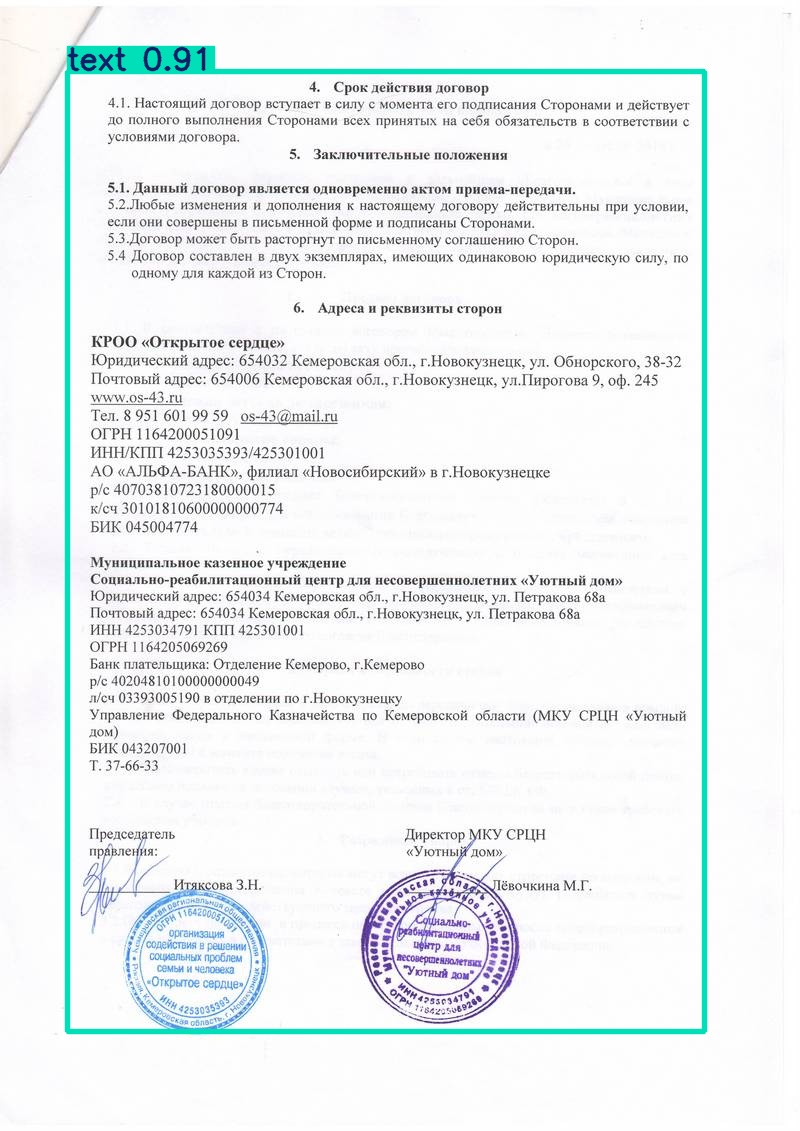 text 0.91
4. Срок действия договор
4.1. Настоящий договор вступает в силу с момента его подписания Сторонами и действует
до полного выполнения Сторонами всех принятых на себя обязательств в соответствии с
условиями договора.
5. Заключительные положения
5.1. Данный договор является одновременно актом приема-передачи.
5.2.Любые изменения и дополнения к настоящему договору действительны при условии,
если они совершены в письменной форме и подписаны Сторонами.
5.3.Договор может быть расторгнут по письменному соглашению Сторон.
5.4 Договор составлен в двух экземплярах, имеющих одинаковою юридическую силу, по
одному для каждой из Сторон.
6. Адреса и реквизиты сторон
КРОО «Открытое сердце»
Юридический адрес: 654032 Кемеровская обл., г.Новокузнецк, ул. Обнорского, 38-32
Почтовый адрес: 654006 Кемеровская обл., г.Новокузнецк, ул.Пирогова 9, оф. 245
www.os-43.ru
Тел. 8 951 601 99 59 os-43@mail.ru
ОГРН 1164200051091
ИНН/КПП 4253035393/425301001
АО «АЛЬФА-БАНК», филиал «Новосибирский» в г.Новокузнецке
р/с 40703810723180000015
к/сч 30101810600000000774
БИК 045004774
Муниципальное казенное учреждение
Социально-реабилитационный центр для несовершеннолетних «Уютный дом»
Юридический адрес: 654034 Кемеровская обл., г.Новокузнецк, ул. Петракова 68а
Почтовый адрес: 654034 Кемеровская обл., г.Новокузнецк, ул. Петракова 68а
ИНН 4253034791 КПП 425301001
ОГРН 1164205069269
Банк плательщика: Отделение Кемерово, г.Кемерово
р/с 40204810100000000049
л/сч 03393005190 в отделении по г.Новокузнецку
Управление Федерального Казначейства по Кемеровской области (МКУ СРЦН «Уютный
дом)
БИК 043207001
Т. 37-66-33
Председатель
правления:
Директор МКУ СРЦН
«Уютный дом»
Итяксова З.Н.
Лёвочкина М.Г.
Кемеровская региональная общественная
ОГРН 1164200051091
организация
содействия в решении
социальных проблем
семьи и человека
«Открытое сердце»
ИНН 4253035393
Россия, Кемеровская область, г. Новокузнецк
Кемеровская область г.Новокузнецк
Муниципальное казённое учреждение
Социально-
реабилитационный
центр для
несовершеннолетних
"Уютный дом"
ИНН 4253034791
ОГРН 1164205069269